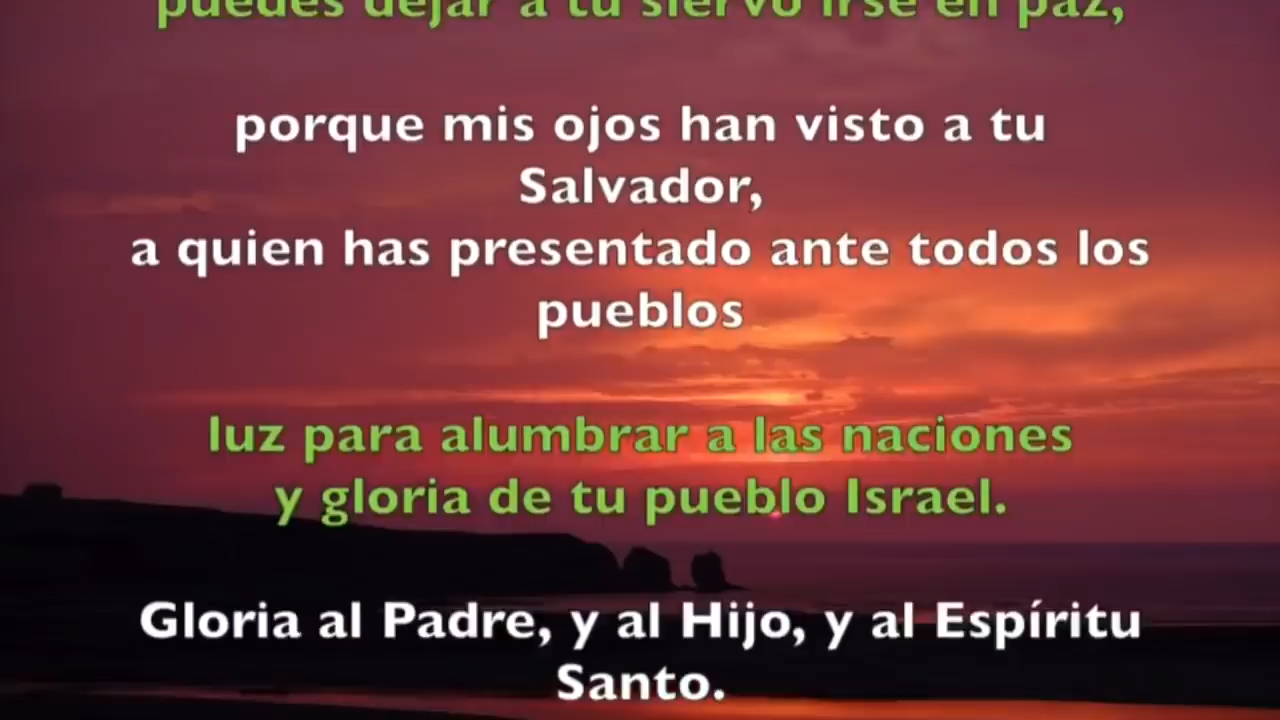 puedes dejar a tu siervo irse en paz,
porque mis ojos han visto a tu
Salvador,
a quien has presentado ante todos los
pueblos
luz para alumbrar a las naciones
y gloria de tu pueblo Israel.
Gloria al Padre, y al Hijo, y al Espíritu
Santo.